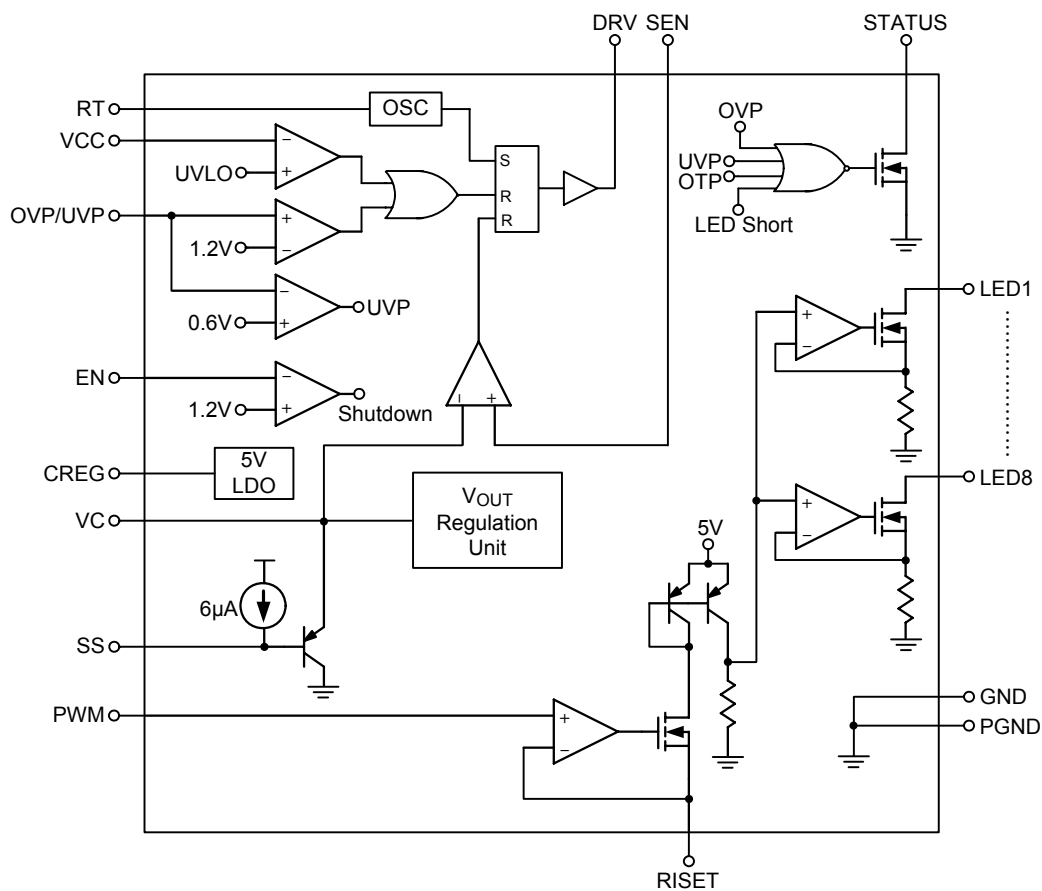 DRV SEN STATUS
RT
OSC
VCC
UVLO
OVP/UVP
1.2V
0.6V
UVP
EN
1.2V
Shutdown
CREG
5V
LDO
VC
VOUT
Regulation
Unit
6µA
SS
PWM
S
R
R
OVP
UVP
OTP
LED Short
LED1
LED8
5V
GND
PGND
RISET